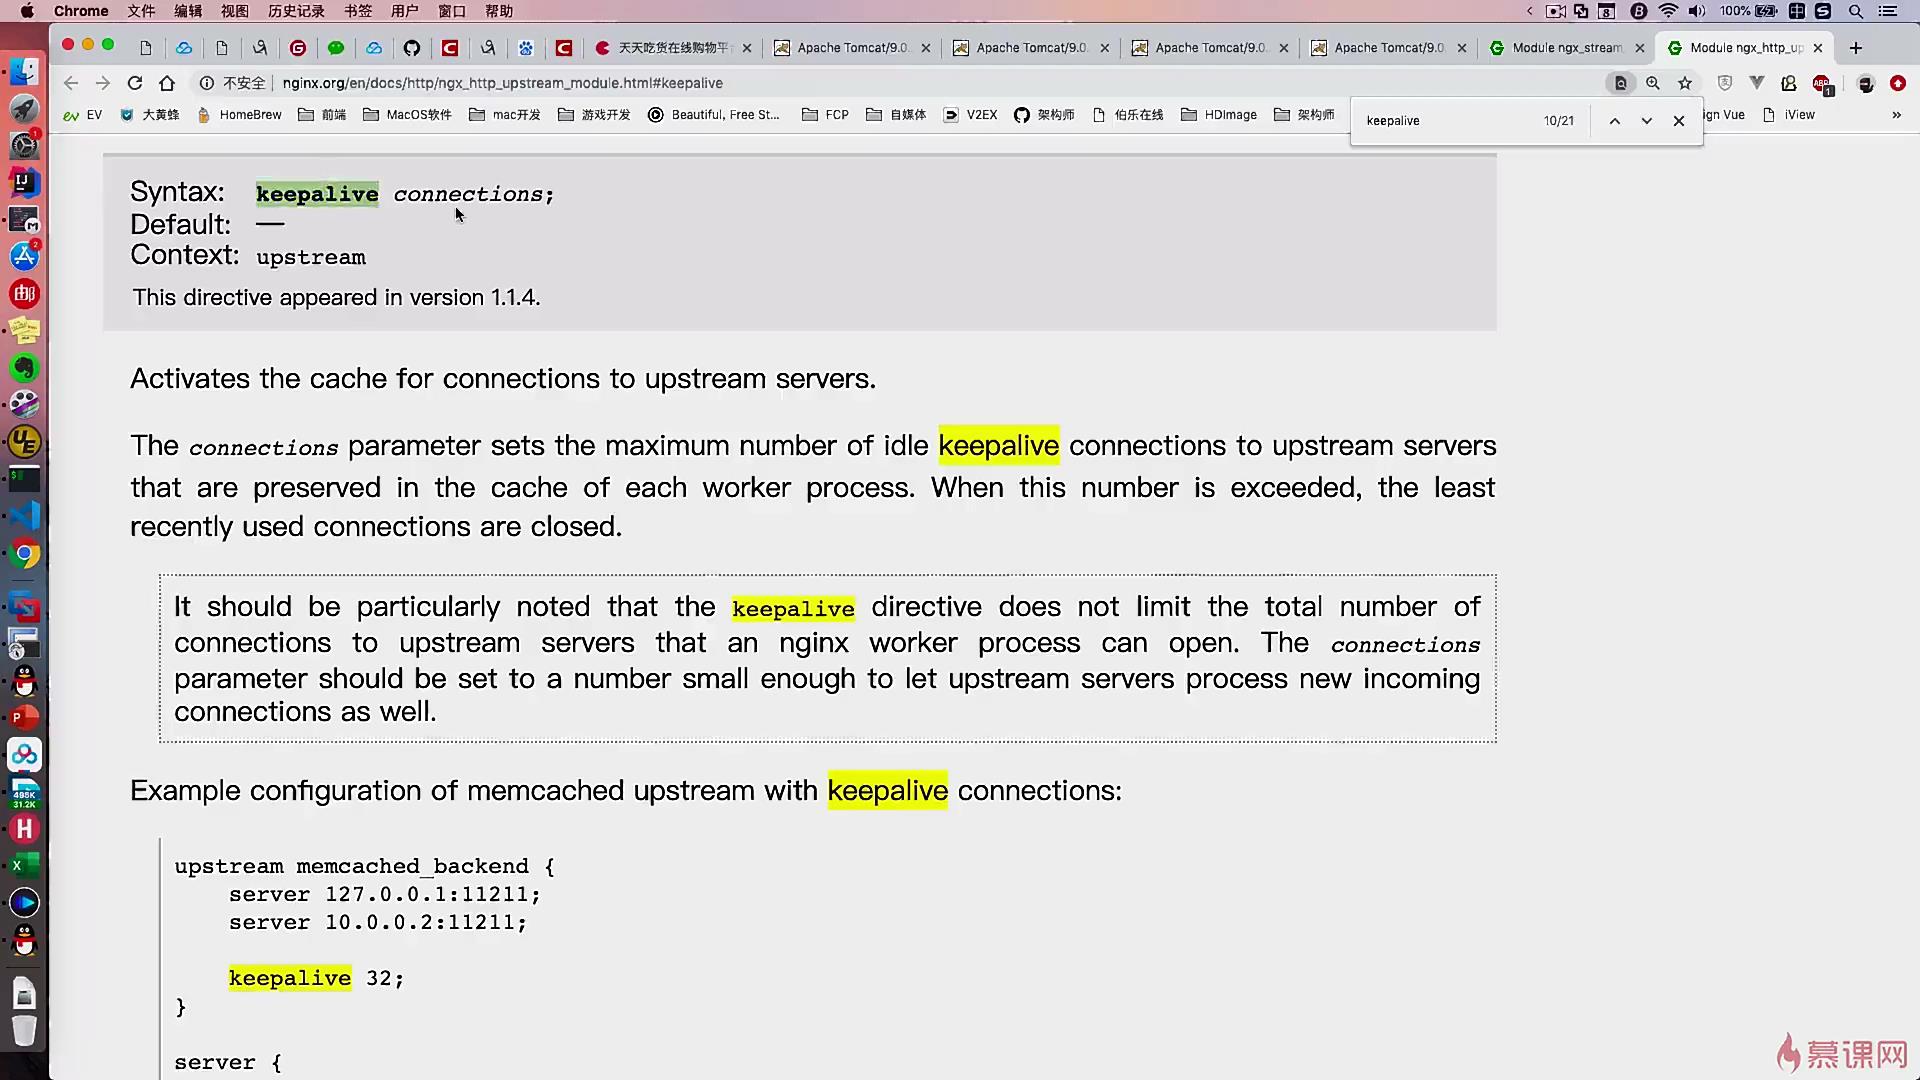 Chrome 文件 编辑 视图 历史记录 书签 用户 窗口 帮助 8 100%
天天吃货在线购物平 Apache Tomcat/9.0. Apache Tomcat/9.0. Apache Tomcat/9.0. Apache Tomcat/9.0. Module ngx_stream_ Module ngx_http_up
不安全 nginx.org/en/docs/http/ngx_http_upstream_module.html#keepalive
EV 大黄蜂 HomeBrew 前端 MacOS软件 mac开发 游戏开发 Beautiful, Free St... FCP 自媒体 V2EX 架构师 伯乐在线 HDImage 架构师 ign Vue iView »
keepalive 10/21
Syntax: keepalive connections;
Default: —
Context: upstream
This directive appeared in version 1.1.4.
Activates the cache for connections to upstream servers.
The connections parameter sets the maximum number of idle keepalive connections to upstream servers
that are preserved in the cache of each worker process. When this number is exceeded, the least
recently used connections are closed.
It should be particularly noted that the keepalive directive does not limit the total number of
connections to upstream servers that an nginx worker process can open. The connections
parameter should be set to a number small enough to let upstream servers process new incoming
connections as well.
Example configuration of memcached upstream with keepalive connections:
upstream memcached_backend {
server 127.0.0.1:11211;
server 10.0.0.2:11211;
keepalive 32;
}
server {
慕课网